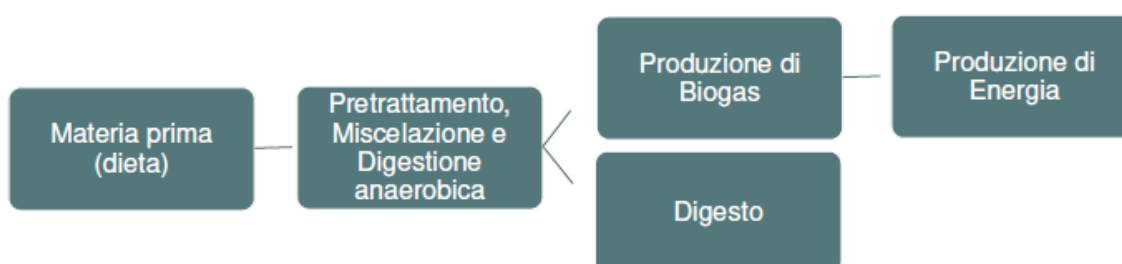 Materia prima
(dieta)
Pretrattamento,
Miscelazione e
Digestione
anaerobica
Produzione di
Biogas
Produzione di
Energia
Digesto